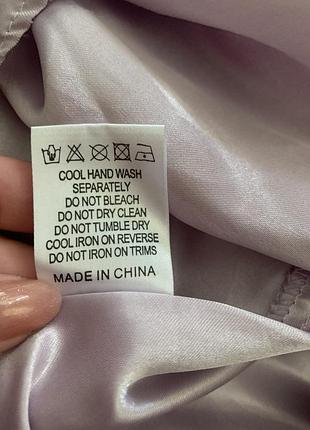 COOL HAND WASH
SEPARATELY
DO NOT BLEACH
DO NOT DRY CLEAN
DO NOT TUMBLE DRY
COOL IRON ON REVERSE
DO NOT IRON ON TRIMS
MADE IN CHINA